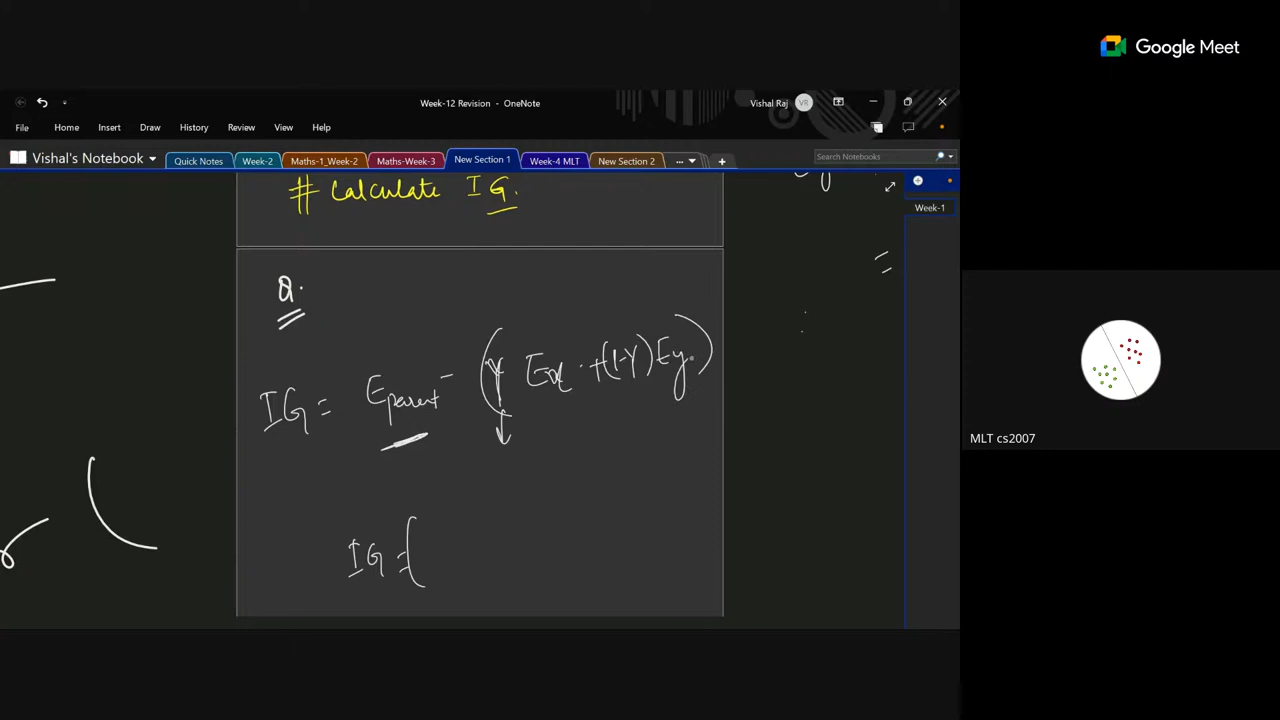 Google Meet
Week-12 Revision - OneNote
Vishal Raj VR
File Home Insert Draw History Review View Help
Vishal's Notebook Quick Notes Week-2 Maths-1_Week-2 Maths-Week-3 New Section 1 Week-4 MLT New Section 2 ... + Search Notebooks
# Calculate IG.
Week-1
Q.
IG = Eparent - (γ Ex + (1-γ) Ey)
IG = (
MLT cs2007